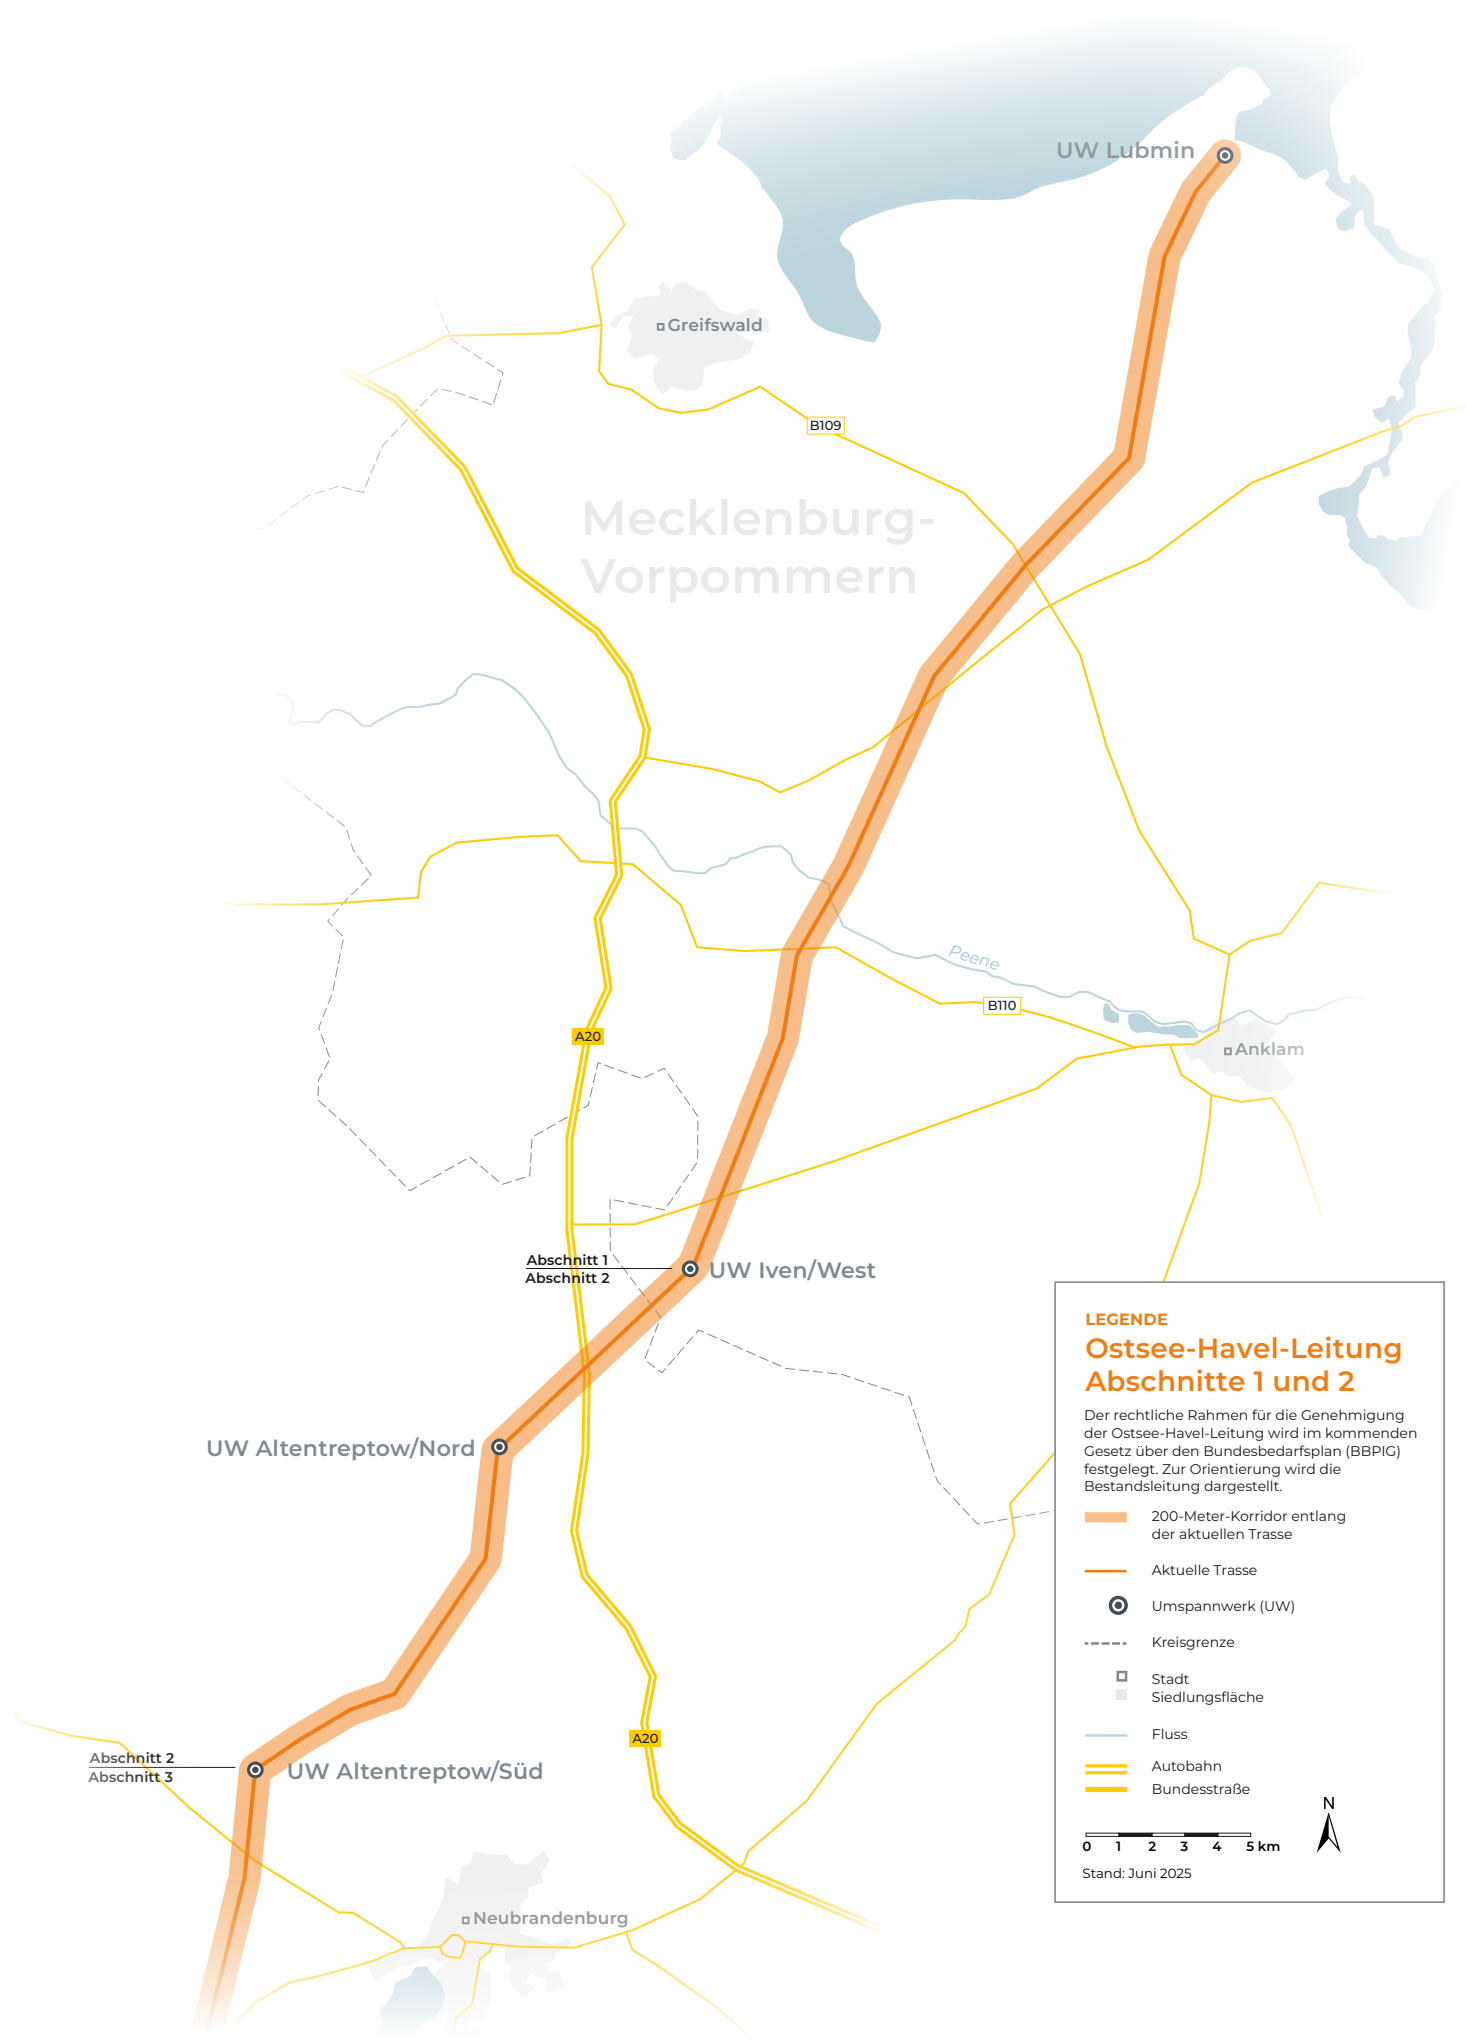 UW Lubmin
Greifswald
B109
Mecklenburg-
Vorpommern
Peene
B110
A20
Anklam
Abschnitt 1
Abschnitt 2
UW Iven/West
UW Altentreptow/Nord
A20
Abschnitt 2
Abschnitt 3
UW Altentreptow/Süd
Neubrandenburg
LEGENDE
Ostsee-Havel-Leitung
Abschnitte 1 und 2
Der rechtliche Rahmen für die Genehmigung
der Ostsee-Havel-Leitung wird im kommenden
Gesetz über den Bundesbedarfsplan (BBPlG)
festgelegt. Zur Orientierung wird die
Bestandsleitung dargestellt.
200-Meter-Korridor entlang
der aktuellen Trasse
Aktuelle Trasse
Umspannwerk (UW)
Kreisgrenze
Stadt
Siedlungsfläche
Fluss
Autobahn
Bundesstraße
N
0 1 2 3 4 5 km
Stand: Juni 2025